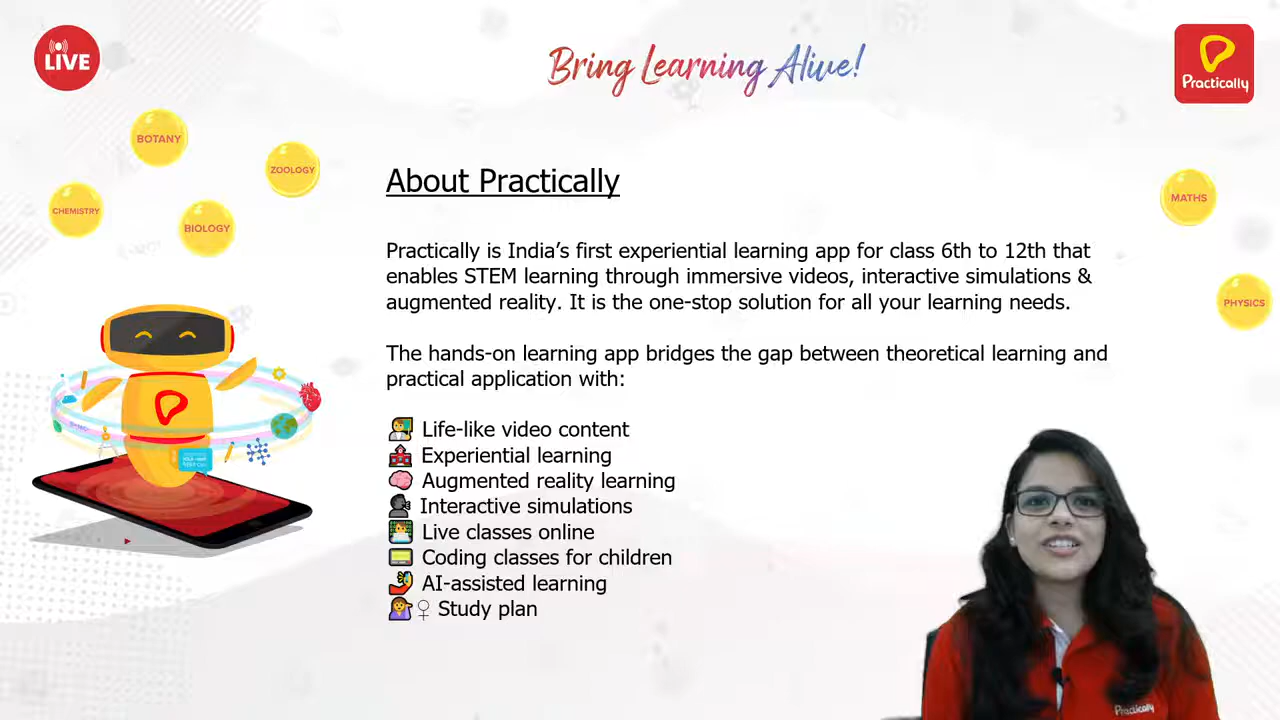 LIVE
Bring Learning Alive!
Practically
BOTANY
ZOOLOGY
CHEMISTRY
BIOLOGY
MATHS
PHYSICS
About Practically
Practically is India’s first experiential learning app for class 6th to 12th that
enables STEM learning through immersive videos, interactive simulations &
augmented reality. It is the one-stop solution for all your learning needs.
The hands-on learning app bridges the gap between theoretical learning and
practical application with:
Life-like video content
Experiential learning
Augmented reality learning
Interactive simulations
Live classes online
Coding classes for children
AI-assisted learning
Study plan
Practically